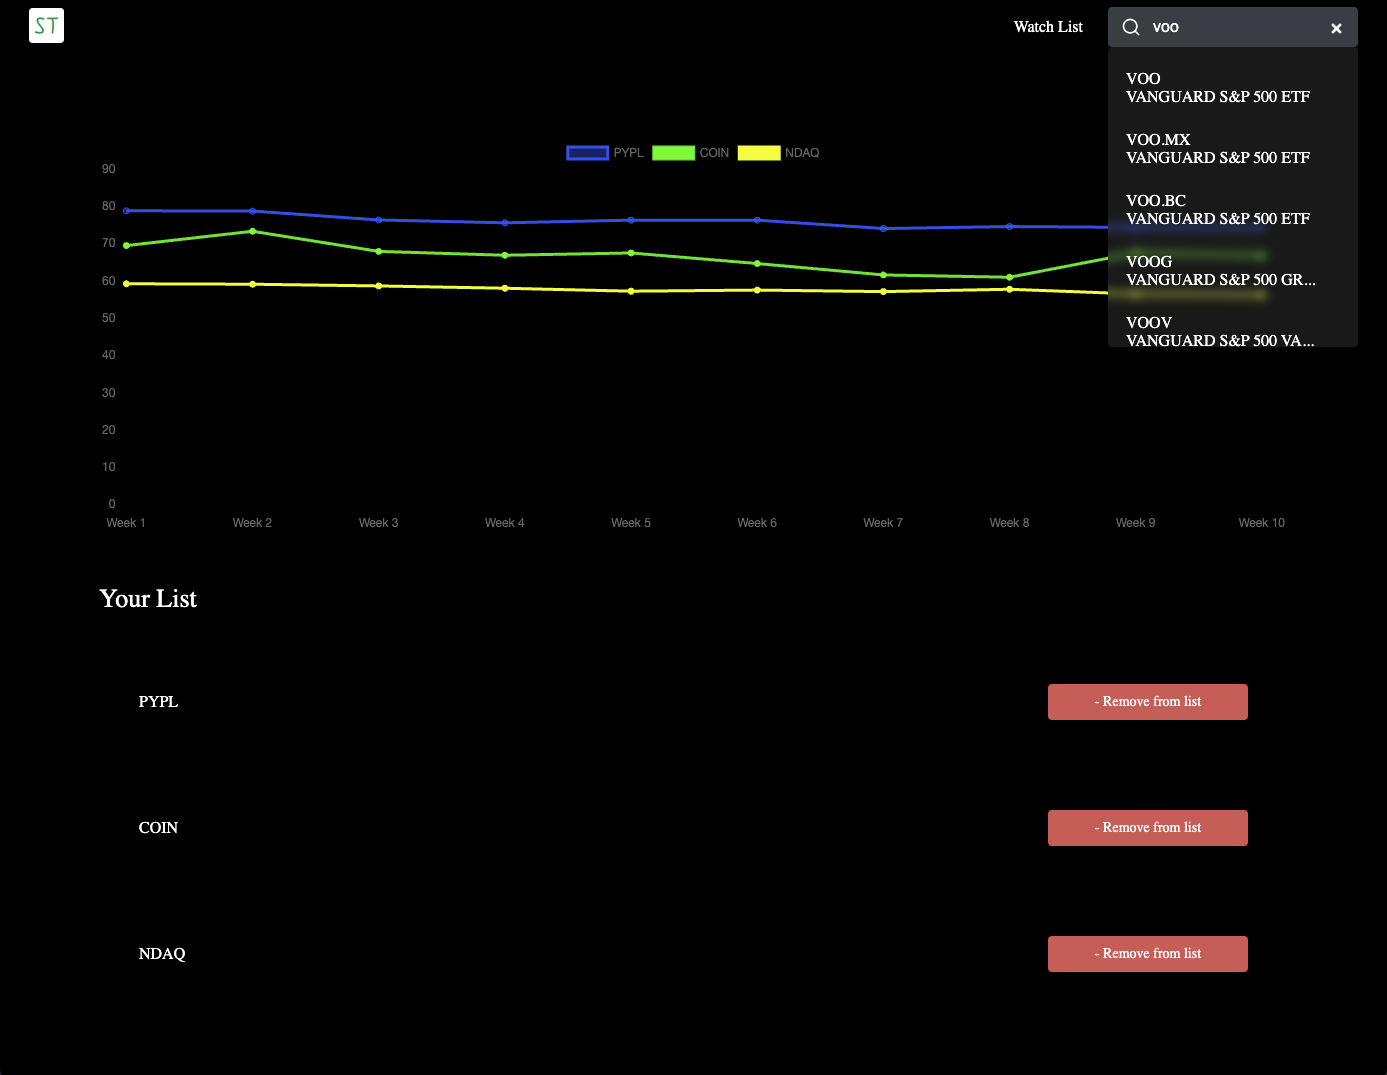 ST
Watch List
voo
VOO
VANGUARD S&P 500 ETF
VOO.MX
VANGUARD S&P 500 ETF
VOO.BC
VANGUARD S&P 500 ETF
VOOG
VANGUARD S&P 500 GR...
VOOV
VANGUARD S&P 500 VA...
PYPL COIN NDAQ
90
80
70
60
50
40
30
20
10
0
Week 1 Week 2 Week 3 Week 4 Week 5 Week 6 Week 7 Week 8 Week 9 Week 10
Your List
PYPL - Remove from list
COIN - Remove from list
NDAQ - Remove from list